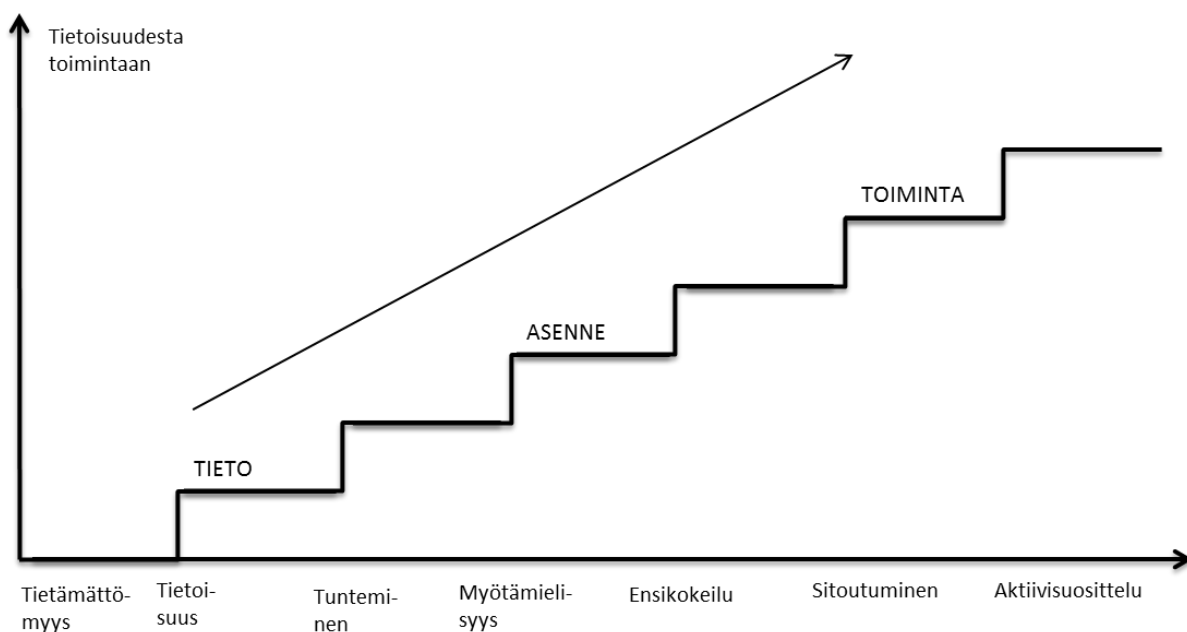 Tietoisuudesta
toimintaan
TOIMINTA
ASENNE
TIETO
Tietämättö-
myys
Tietoi-
suus
Tuntemi-
nen
Myötämieli-
syys
Ensikokeilu
Sitoutuminen
Aktiivisuosittelu